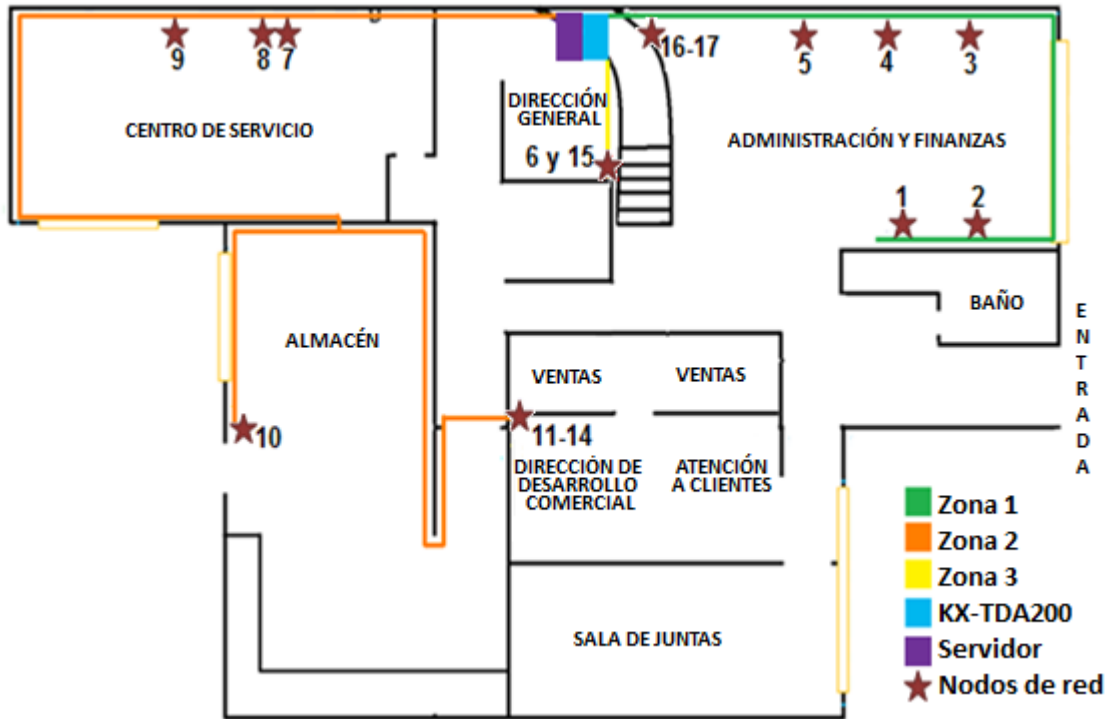 9
8
7
16-17
5
4
3
CENTRO DE SERVICIO
DIRECCIÓN
GENERAL
6 y 15
ADMINISTRACIÓN Y FINANZAS
1
2
BAÑO
ENTRADA
ALMACÉN
VENTAS
VENTAS
10
11-14
DIRECCIÓN DE
DESARROLLO
COMERCIAL
ATENCIÓN
A CLIENTES
SALA DE JUNTAS
Zona 1
Zona 2
Zona 3
KX-TDA200
Servidor
Nodos de red